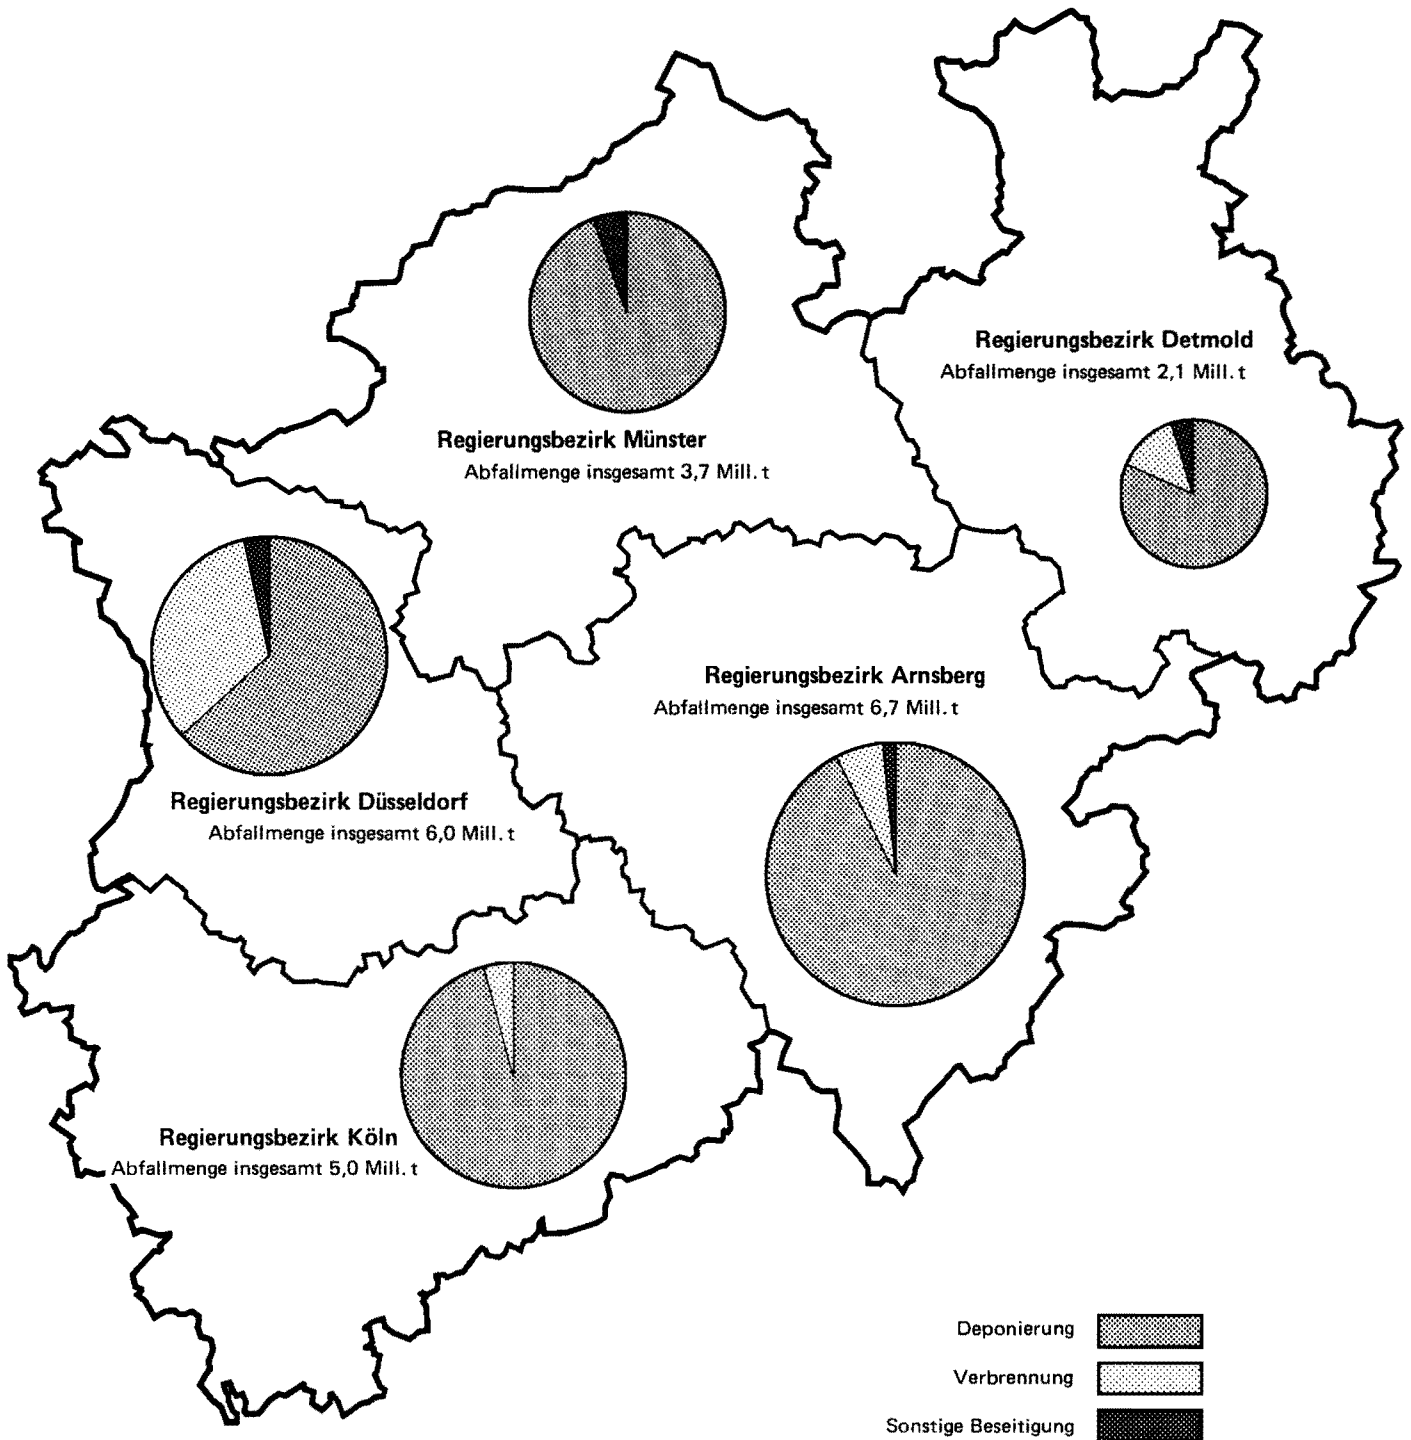 Regierungsbezirk Detmold
Abfallmenge insgesamt 2,1 Mill. t
Regierungsbezirk Münster
Abfallmenge insgesamt 3,7 Mill. t
Regierungsbezirk Arnsberg
Abfallmenge insgesamt 6,7 Mill. t
Regierungsbezirk Düsseldorf
Abfallmenge insgesamt 6,0 Mill. t
Regierungsbezirk Köln
Abfallmenge insgesamt 5,0 Mill. t
Deponierung
Verbrennung
Sonstige Beseitigung